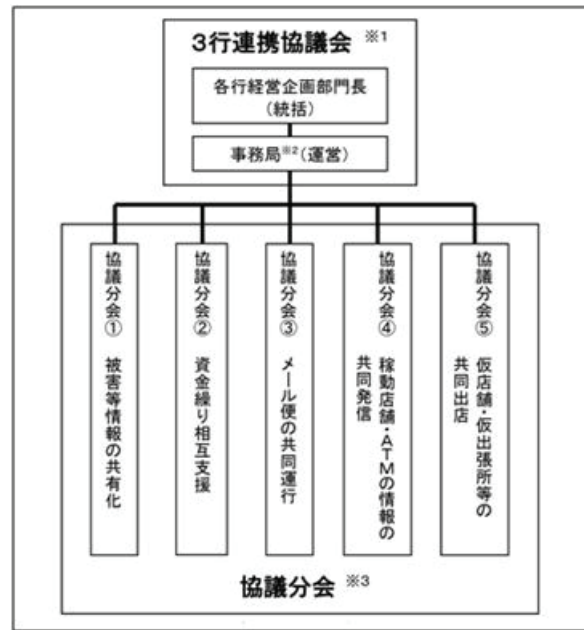 3行連携協議会 ※1
各行経営企画部門長
(統括)
事務局※2(運営)
協議分会① 被害等情報の共有化
協議分会② 資金繰り相互支援
協議分会③ メール便の共同運行
協議分会④ 稼動店舗・ATMの情報の
共同発信
協議分会⑤ 仮店舗・仮出張所等の
共同出店
協議分会 ※3